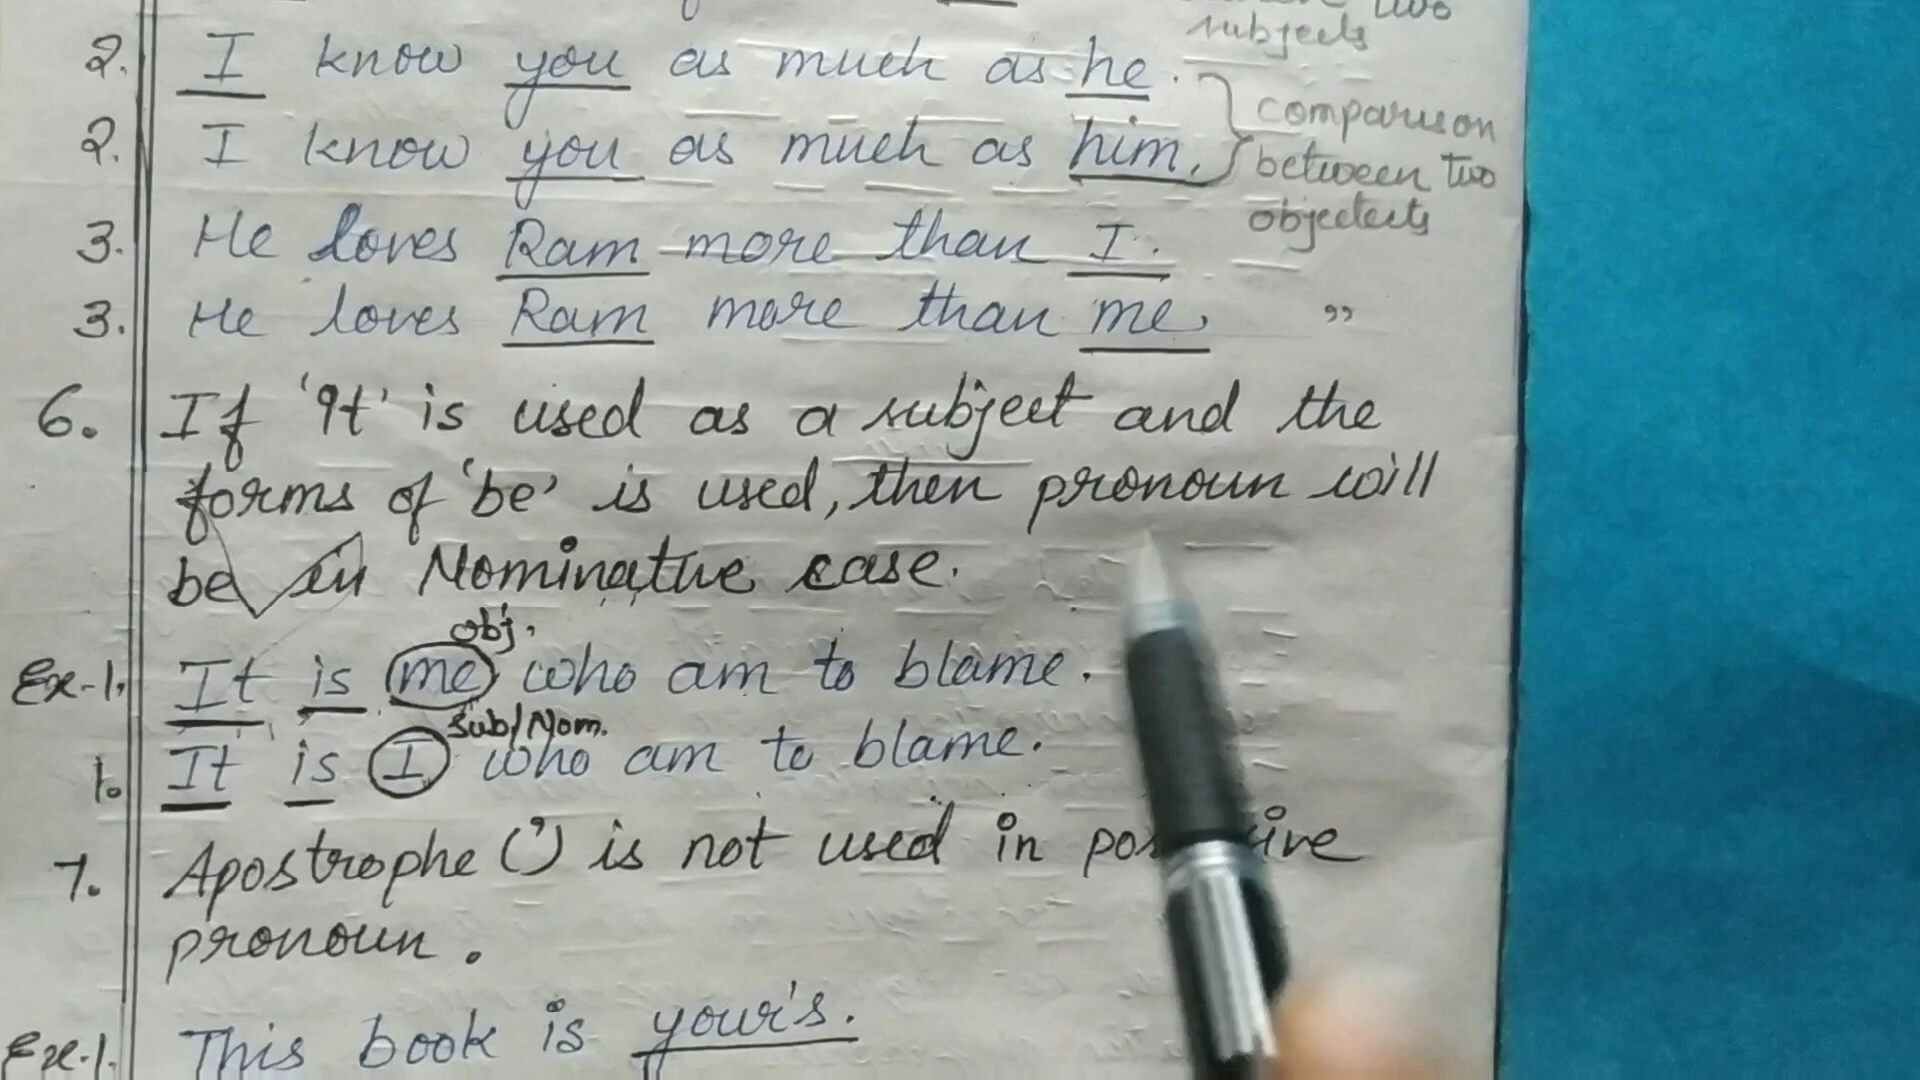 two
subjects
2. I know you as much as he.
2. I know you as much as him.
comparison
between two
objectects
3. He loves Ram more than I.
3. He loves Ram more than me. ”
6. If 'It' is used as a subject and the
forms of 'be' is used, then pronoun will
be in Nominative case.
obj.
Ex-1. It is me who am to blame.
Sub/Nom.
1. It is I who am to blame.
7. Apostrophe (') is not used in
pronoun.
Ex-1. This book is your's.